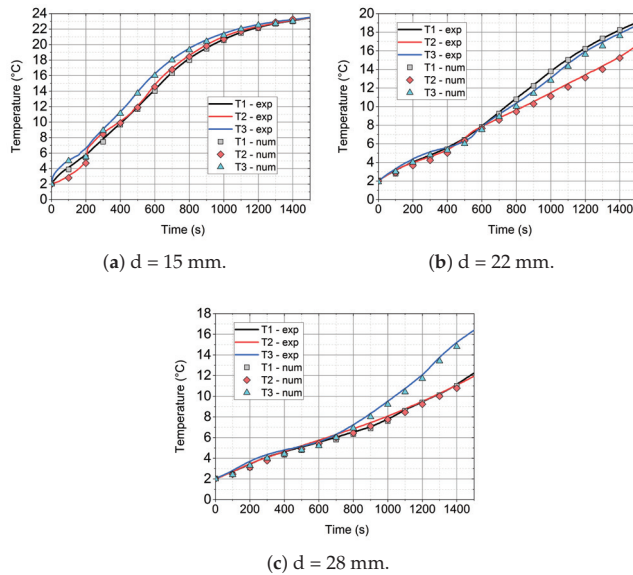 24
22
20
18
16
14
12
10
8
6
4
2
0
Temperature (°C)
T1 - exp
T2 - exp
T3 - exp
T1 - num
T2 - num
T3 - num
0 200 400 600 800 1000 1200 1400
Time (s)
(a) d = 15 mm.
20
18
16
14
12
10
8
6
4
2
0
Temperature (°C)
T1 - exp
T2 - exp
T3 - exp
T1 - num
T2 - num
T3 - num
0 200 400 600 800 1000 1200 1400
Time (s)
(b) d = 22 mm.
18
16
14
12
10
8
6
4
2
0
Temperature (°C)
T1 - exp
T2 - exp
T3 - exp
T1 - num
T2 - num
T3 - num
0 200 400 600 800 1000 1200 1400
Time (s)
(c) d = 28 mm.